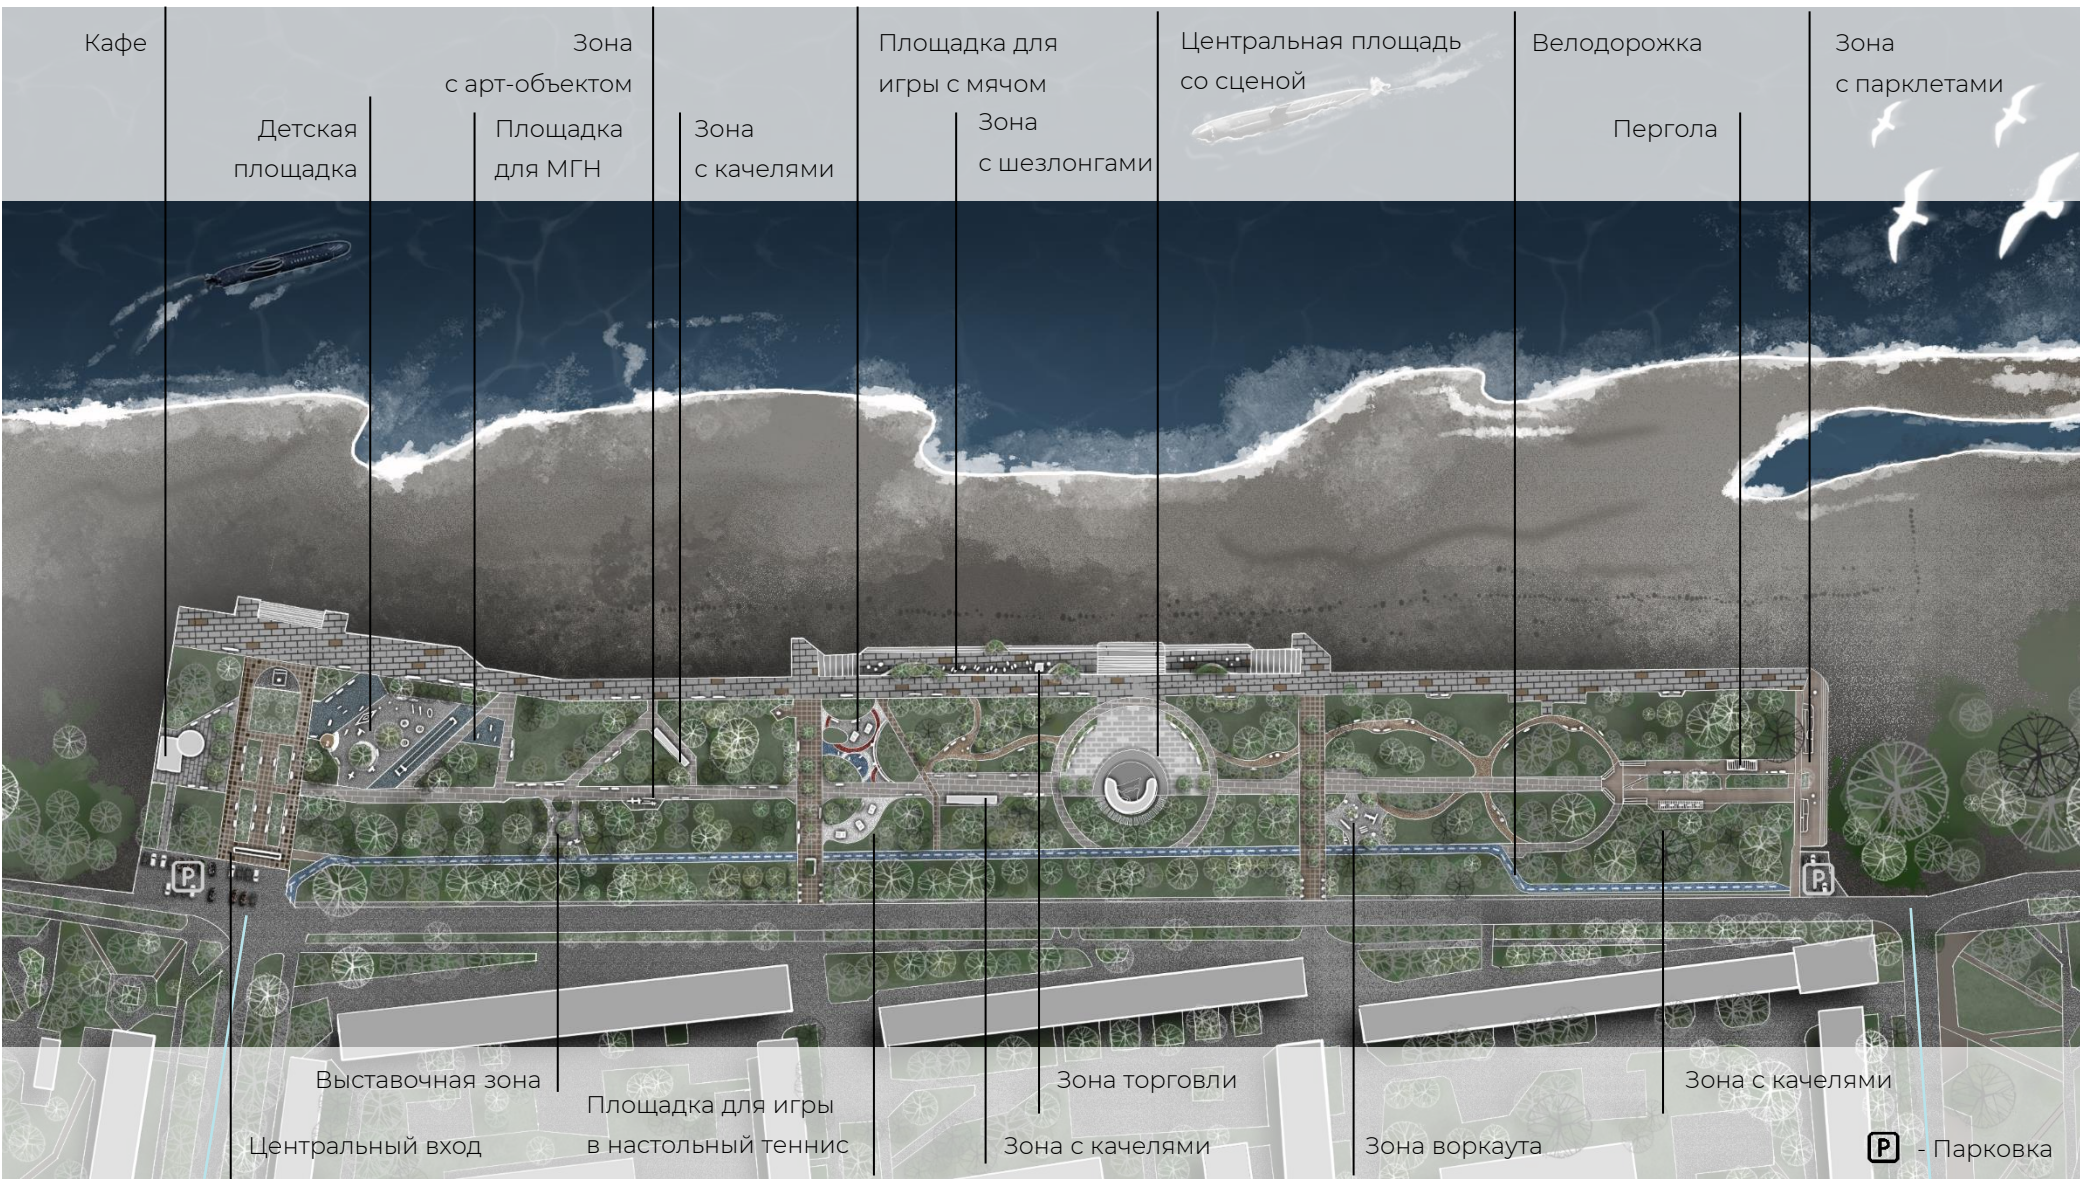 Кафе
Зона
с арт-объектом
Площадка для
игры с мячом
Центральная площадь
со сценой
Велодорожка
Зона
с парклетами
Детская
площадка
Площадка
для МГН
Зона
с качелями
Зона
с шезлонгами
Пергола
P
P
Выставочная зона
Площадка для игры
в настольный теннис
Зона торговли
Зона с качелями
Центральный вход
Зона с качелями
Зона воркаута
P - Парковка